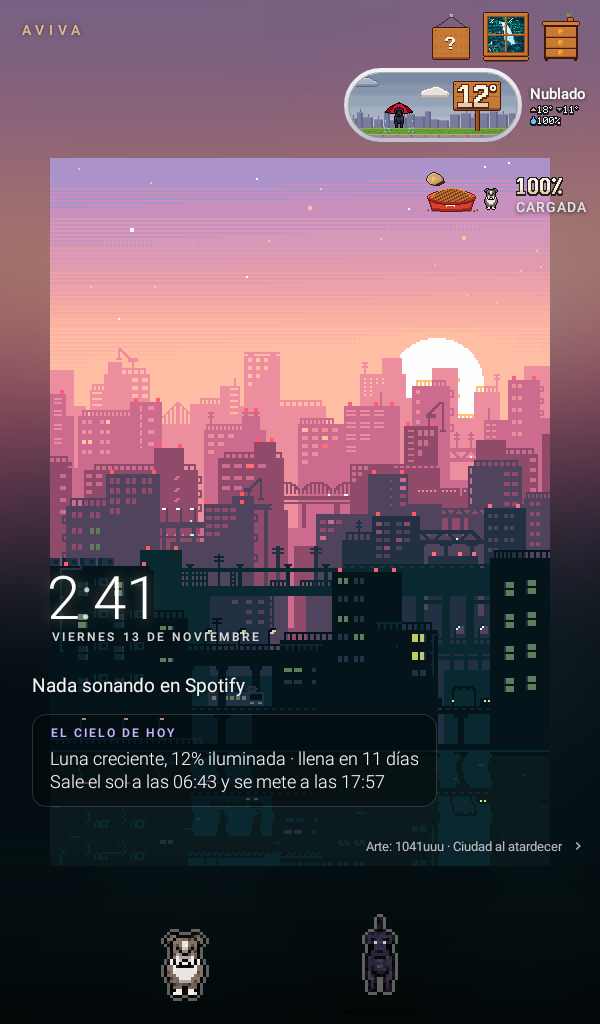 AVIVA
?
12°
Nublado
18° 11°
100%
100%
CARGADA
2:41
VIERNES 13 DE NOVIEMBRE
Nada sonando en Spotify
EL CIELO DE HOY
Luna creciente, 12% iluminada · llena en 11 días
Sale el sol a las 06:43 y se mete a las 17:57
Arte: 1041uuu · Ciudad al atardecer